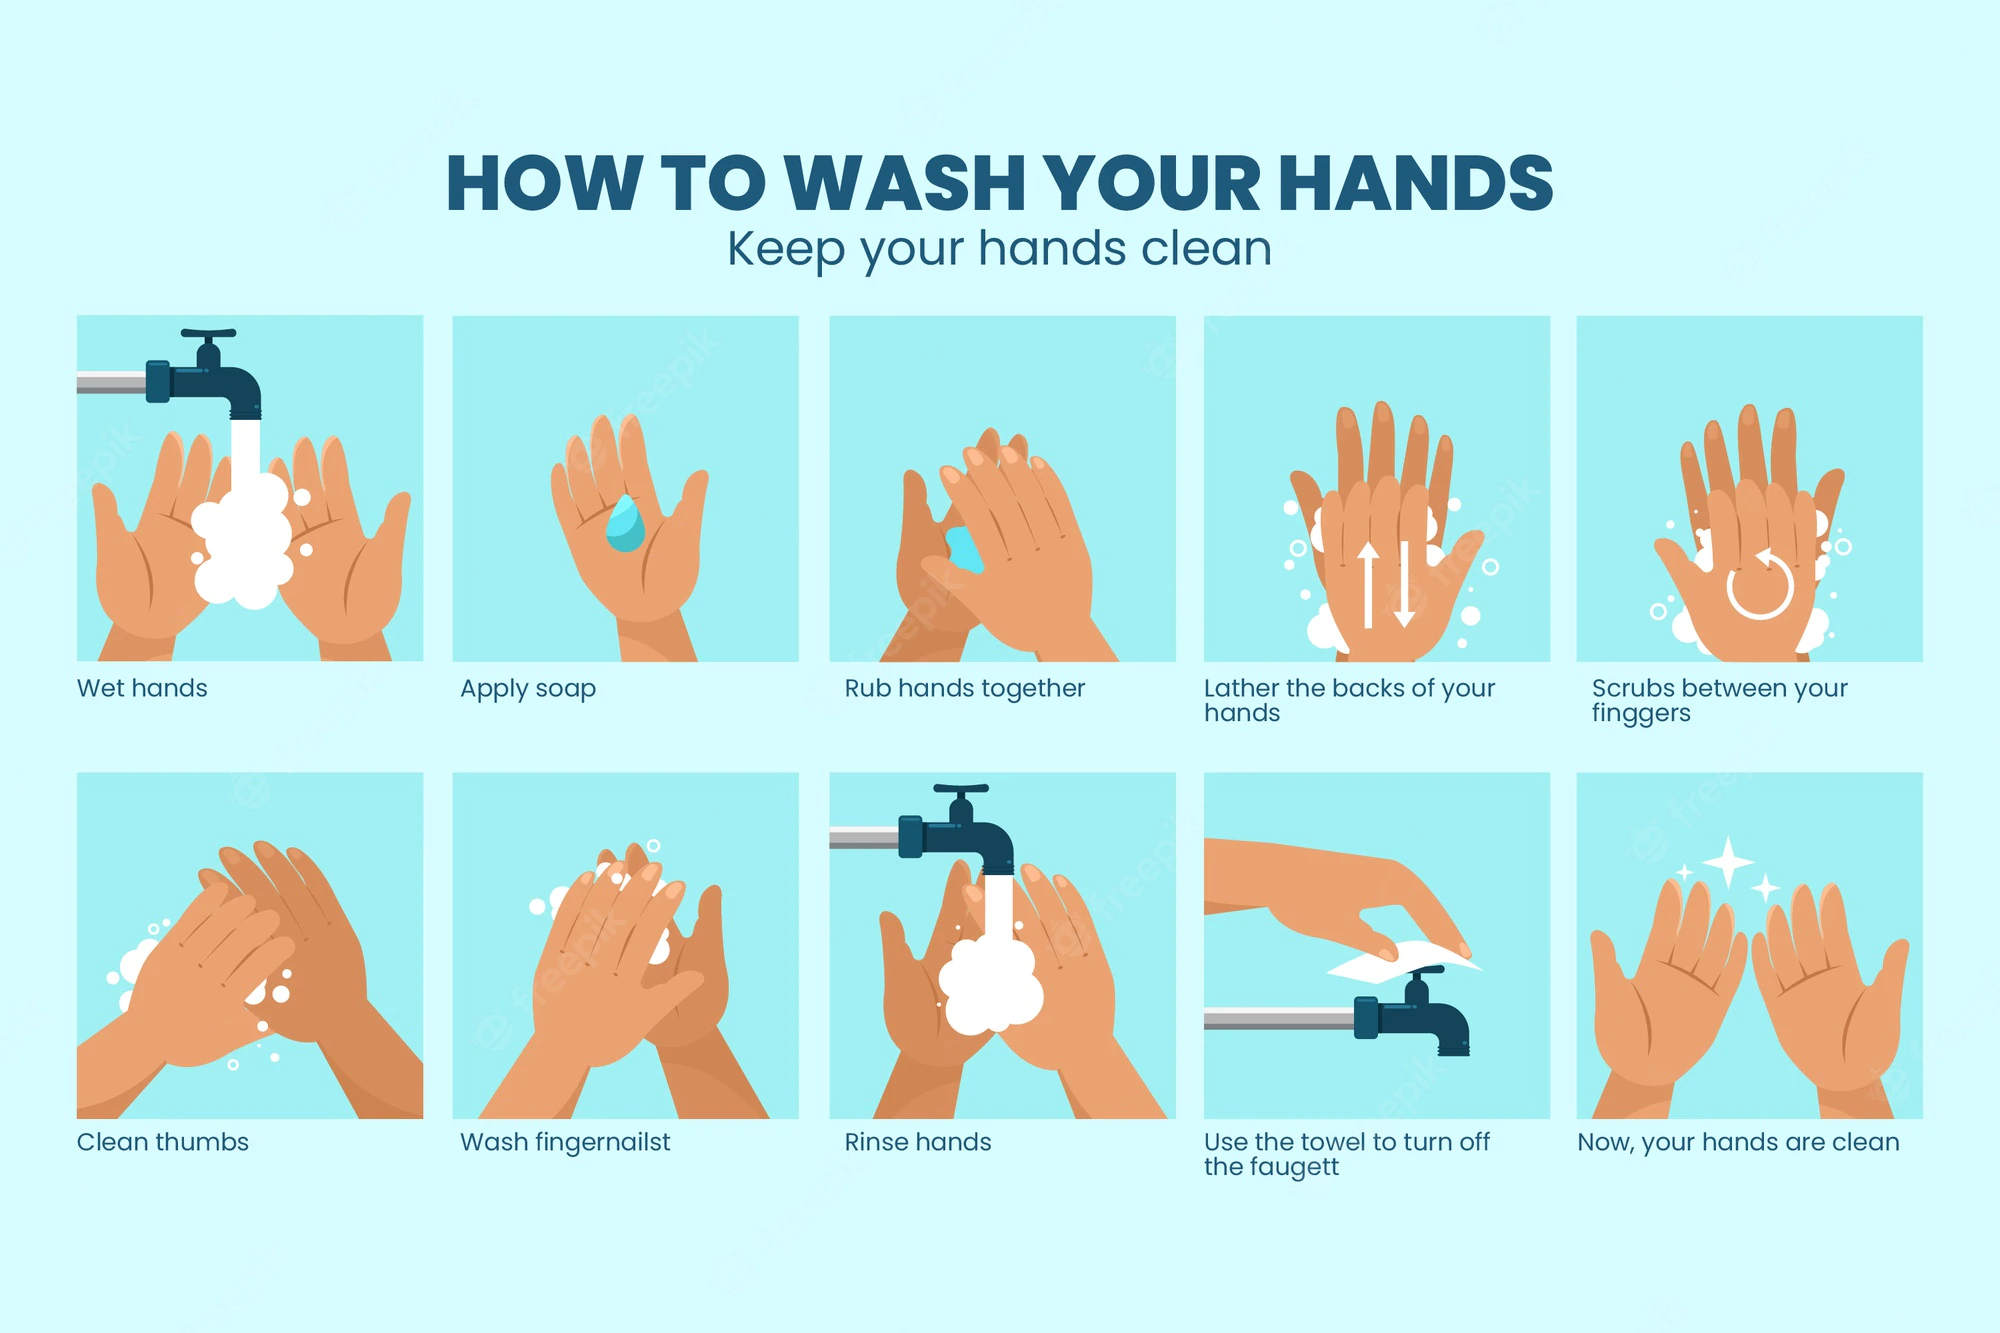 HOW TO WASH YOUR HANDS
Keep your hands clean
Wet hands
Apply soap
Rub hands together
Lather the backs of your
hands
Scrubs between your
finggers
Clean thumbs
Wash fingernailst
Rinse hands
Use the towel to turn off
the faugett
Now, your hands are clean
freepik